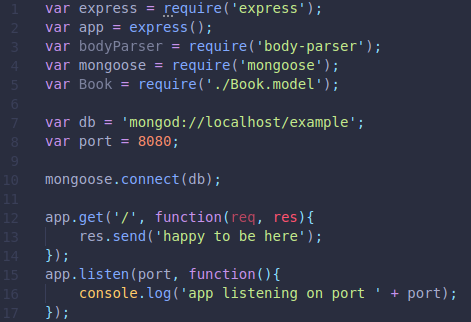 1 var express = require('express');
2 var app = express();
3 var bodyParser = require('body-parser');
4 var mongoose = require('mongoose');
5 var Book = require('./Book.model');
6
7 var db = 'mongod://localhost/example';
8 var port = 8080;
9
10 mongoose.connect(db);
11
12 app.get('/', function(req, res){
13 res.send('happy to be here');
14 });
15 app.listen(port, function(){
16 console.log('app listening on port ' + port);
17 });